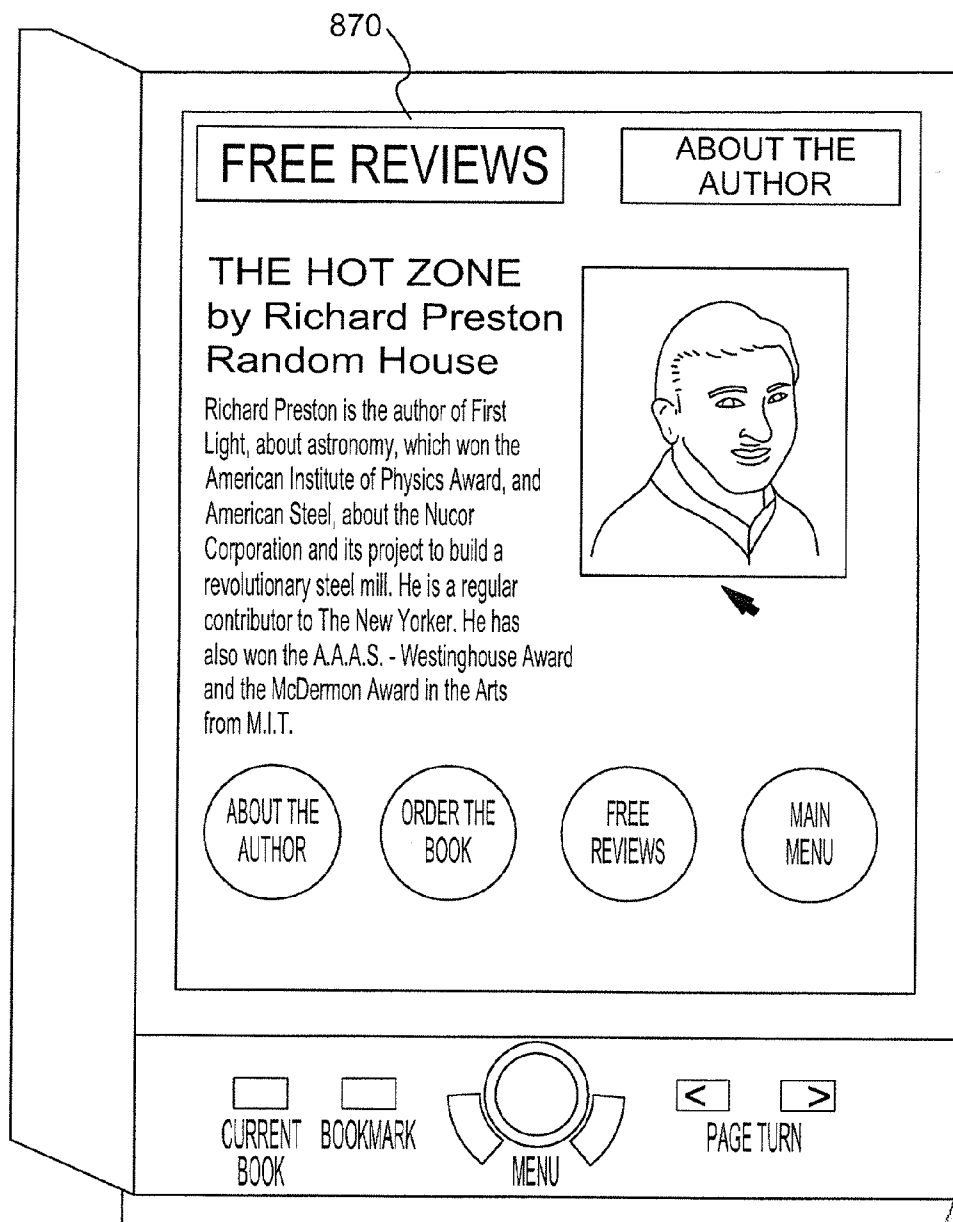 870
FREE REVIEWS
ABOUT THE
AUTHOR
THE HOT ZONE
by Richard Preston
Random House
Richard Preston is the author of First
Light, about astronomy, which won the
American Institute of Physics Award, and
American Steel, about the Nucor
Corporation and its project to build a
revolutionary steel mill. He is a regular
contributor to The New Yorker. He has
also won the A.A.A.S. - Westinghouse Award
and the McDermon Award in the Arts
from M.I.T.
ABOUT THE
AUTHOR
ORDER THE
BOOK
FREE
REVIEWS
MAIN
MENU
CURRENT
BOOK
BOOKMARK
MENU
< >
PAGE TURN